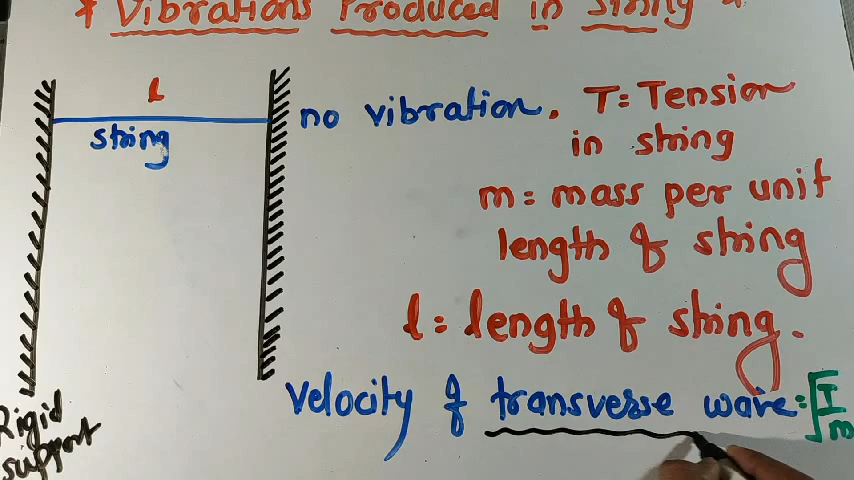 * Vibrations Produced in String *
l
string
no vibration. T = Tension
in string
m = mass per unit
length of string
l = length of string.
Velocity of transverse wave = √T/m
Rigid
support